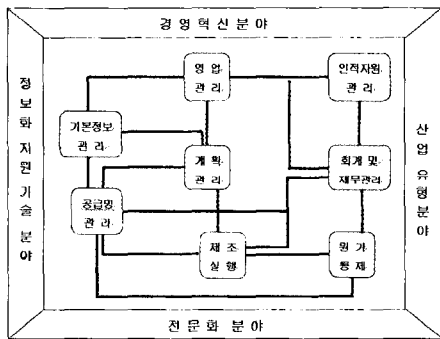 경영혁신분야
영업
관리
인적자원
관리
정보화 자원 기술 분야
기본정보
관리
계획
관리
회계 및
재무관리
산업 유형분야
공급망
관리
제조
실행
원가
통제
전문화 분야